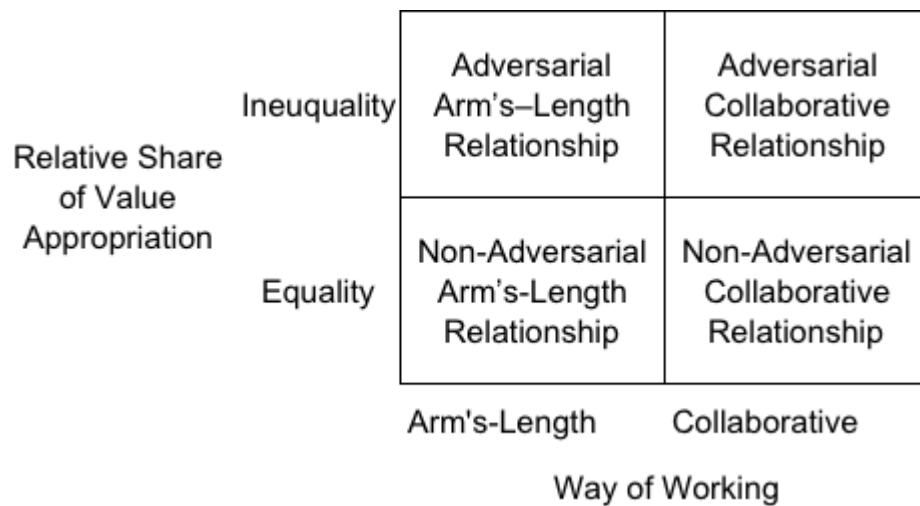 Adversarial
Arm's–Length
Relationship
Adversarial
Collaborative
Relationship
Ineuquality
Relative Share
of Value
Appropriation
Non-Adversarial
Arm's-Length
Relationship
Non-Adversarial
Collaborative
Relationship
Equality
Arm's-Length
Collaborative
Way of Working